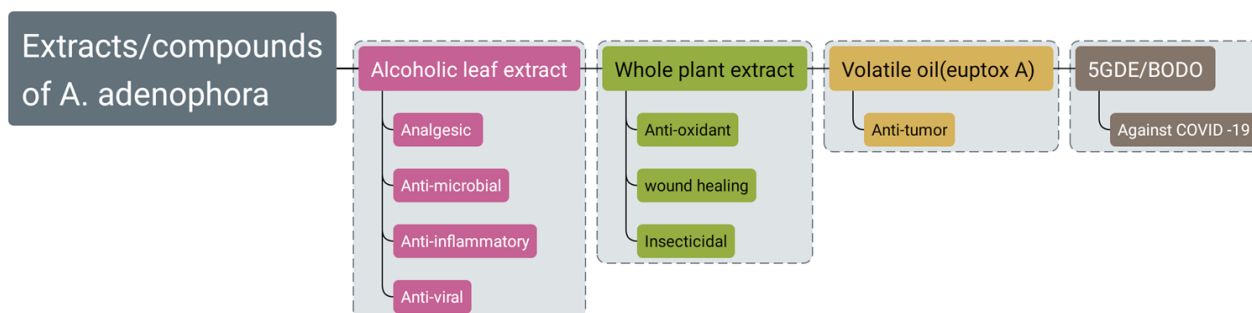 Extracts/compounds
of A. adenophora
Alcoholic leaf extract
Analgesic
Anti-microbial
Anti-inflammatory
Anti-viral
Whole plant extract
Anti-oxidant
wound healing
Insecticidal
Volatile oil(euptox A)
Anti-tumor
5GDE/BODO
Against COVID -19